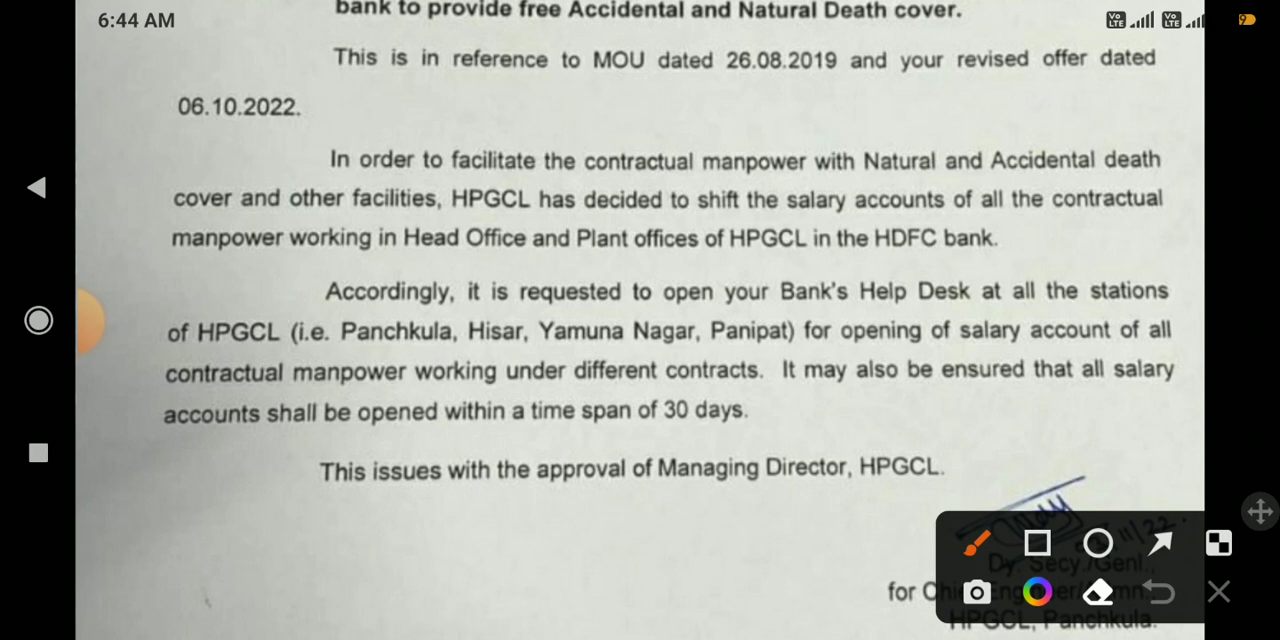 6:44 AM
bank to provide free Accidental and Natural Death cover.
This is in reference to MOU dated 26.08.2019 and your revised offer dated
06.10.2022.
In order to facilitate the contractual manpower with Natural and Accidental death
cover and other facilities, HPGCL has decided to shift the salary accounts of all the contractual
manpower working in Head Office and Plant offices of HPGCL in the HDFC bank.
Accordingly, it is requested to open your Bank's Help Desk at all the stations
of HPGCL (i.e. Panchkula, Hisar, Yamuna Nagar, Panipat) for opening of salary account of all
contractual manpower working under different contracts. It may also be ensured that all salary
accounts shall be opened within a time span of 30 days.
This issues with the approval of Managing Director, HPGCL.
Dy. Secy./Genl.,
for
HPGCL, Panchkula.